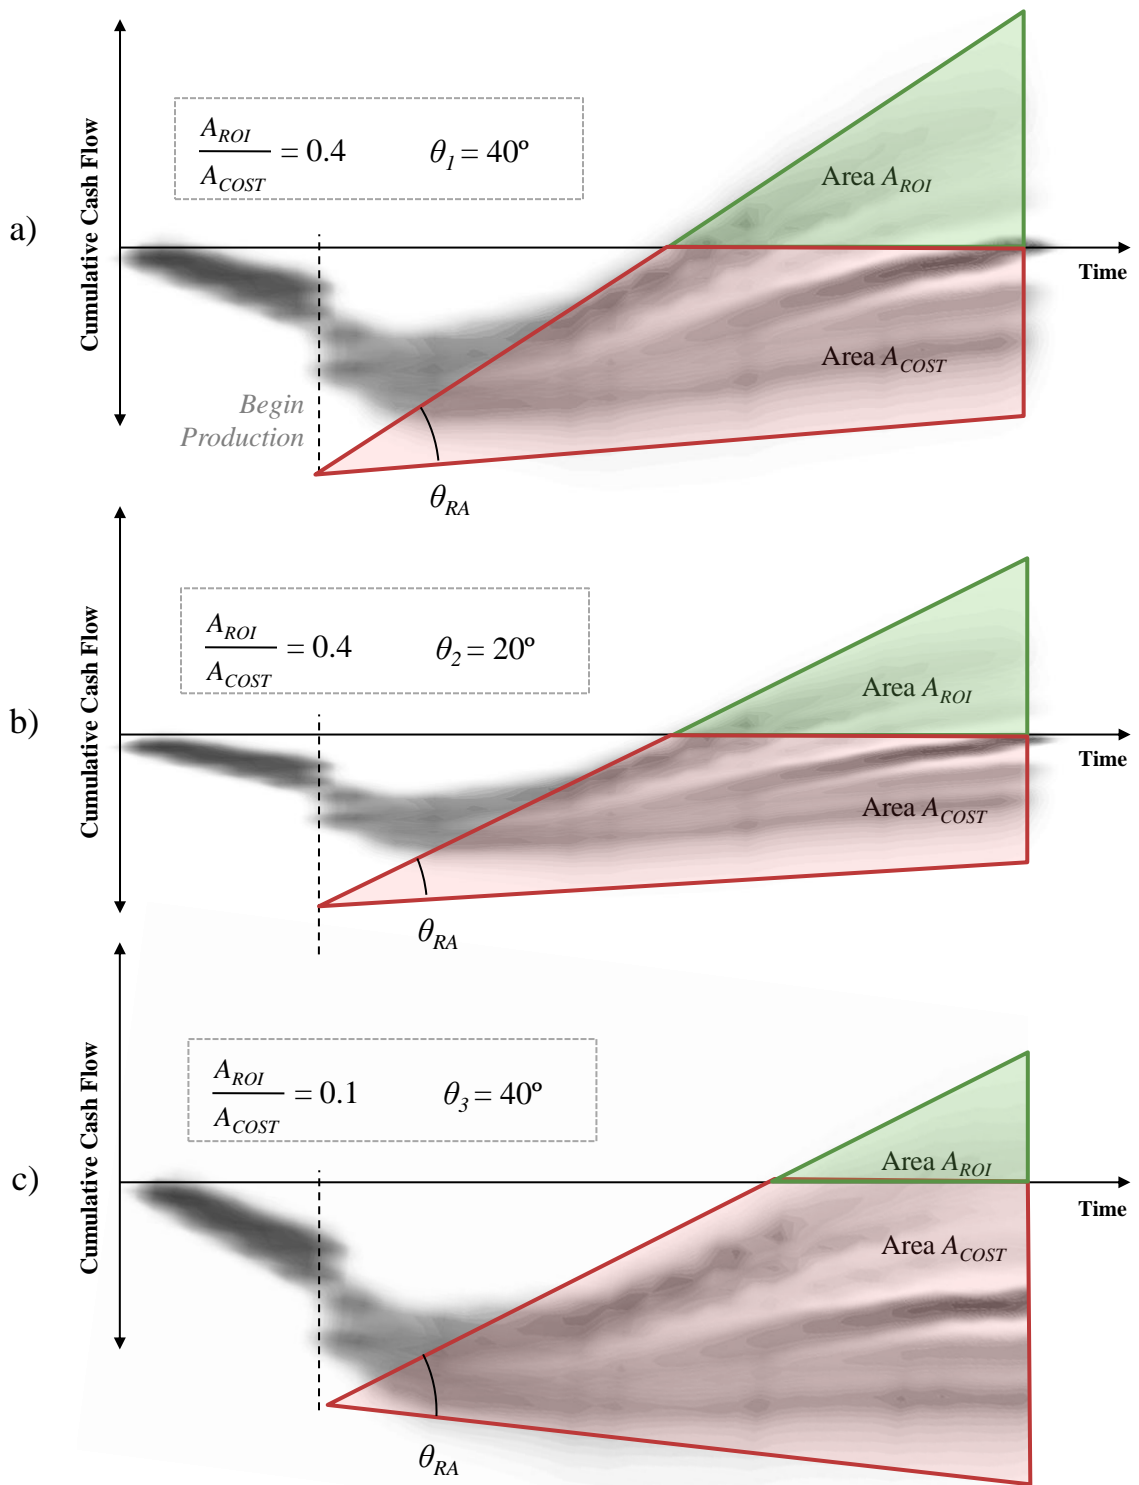 a)
Cumulative Cash Flow
A_ROI / A_COST = 0.4 θ_1 = 40º
Area A_ROI
Time
Area A_COST
Begin
Production
θ_RA
b)
Cumulative Cash Flow
A_ROI / A_COST = 0.4 θ_2 = 20º
Area A_ROI
Time
Area A_COST
θ_RA
c)
Cumulative Cash Flow
A_ROI / A_COST = 0.1 θ_3 = 40º
Area A_ROI
Time
Area A_COST
θ_RA